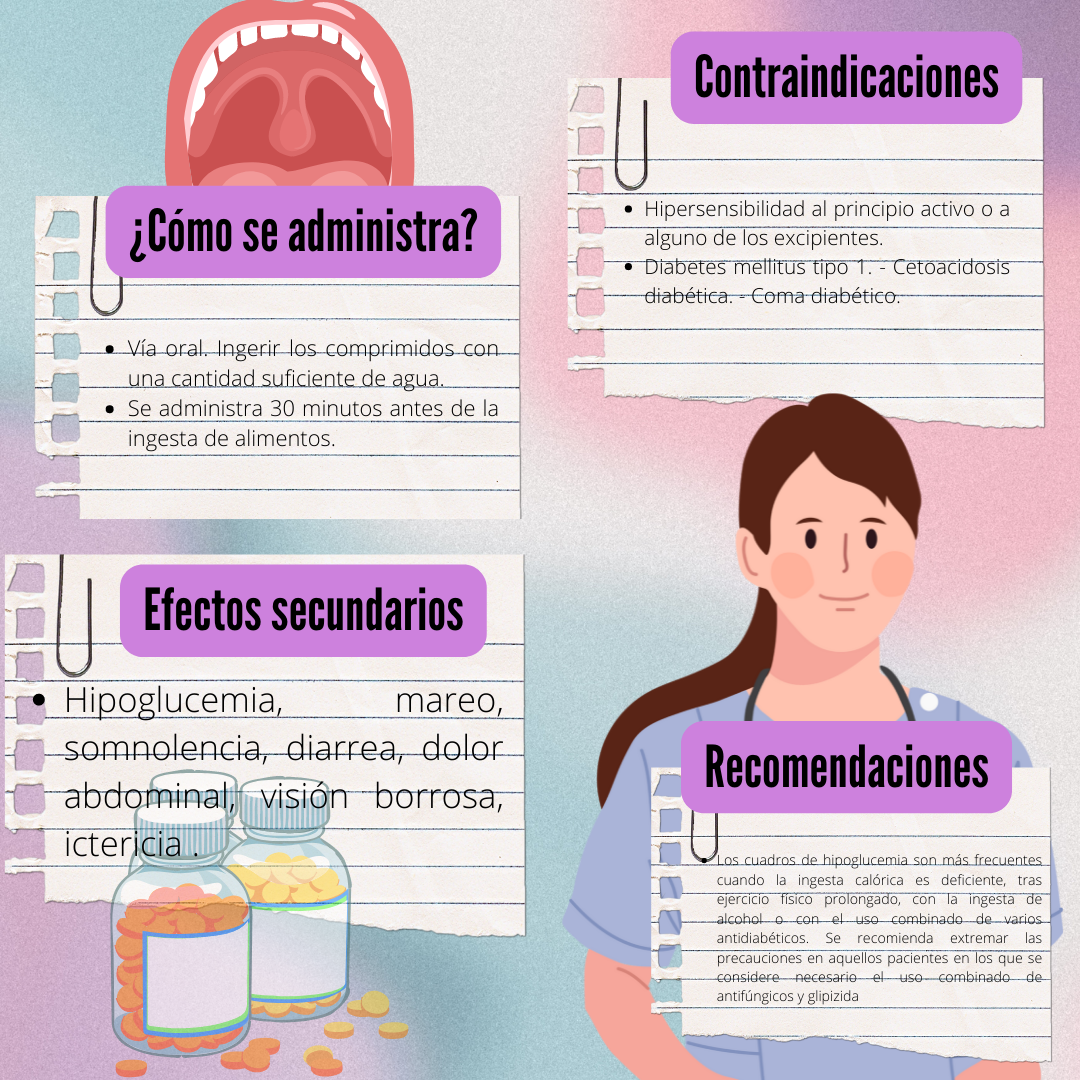 ¿Cómo se administra?
• Vía oral. Ingerir los comprimidos con
una cantidad suficiente de agua.
• Se administra 30 minutos antes de la
ingesta de alimentos.
Contraindicaciones
• Hipersensibilidad al principio activo o a
alguno de los excipientes.
• Diabetes mellitus tipo 1. - Cetoacidosis
diabética. - Coma diabético.
Efectos secundarios
• Hipoglucemia, mareo,
somnolencia, diarrea, dolor
abdominal, visión borrosa,
ictericia .
Recomendaciones
• Los cuadros de hipoglucemia son más frecuentes
cuando la ingesta calórica es deficiente, tras
ejercicio físico prolongado, con la ingesta de
alcohol o con el uso combinado de varios
antidiabéticos. Se recomienda extremar las
precauciones en aquellos pacientes en los que se
considere necesario el uso combinado de
antifúngicos y glipizida